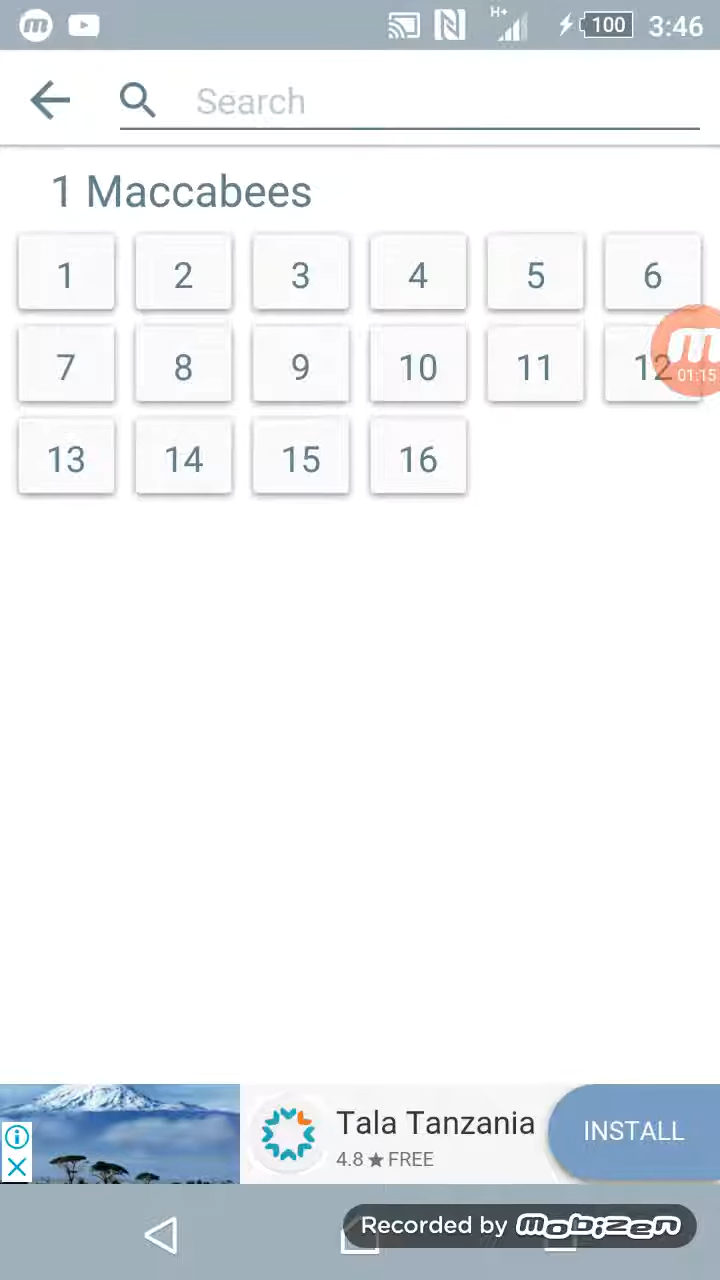 m H+ 100 3:46
Search
1 Maccabees
1 2 3 4 5 6
7 8 9 10 11 12
m
01:15
13 14 15 16
Tala Tanzania
4.8 ★ FREE
INSTALL
Recorded by mobizen